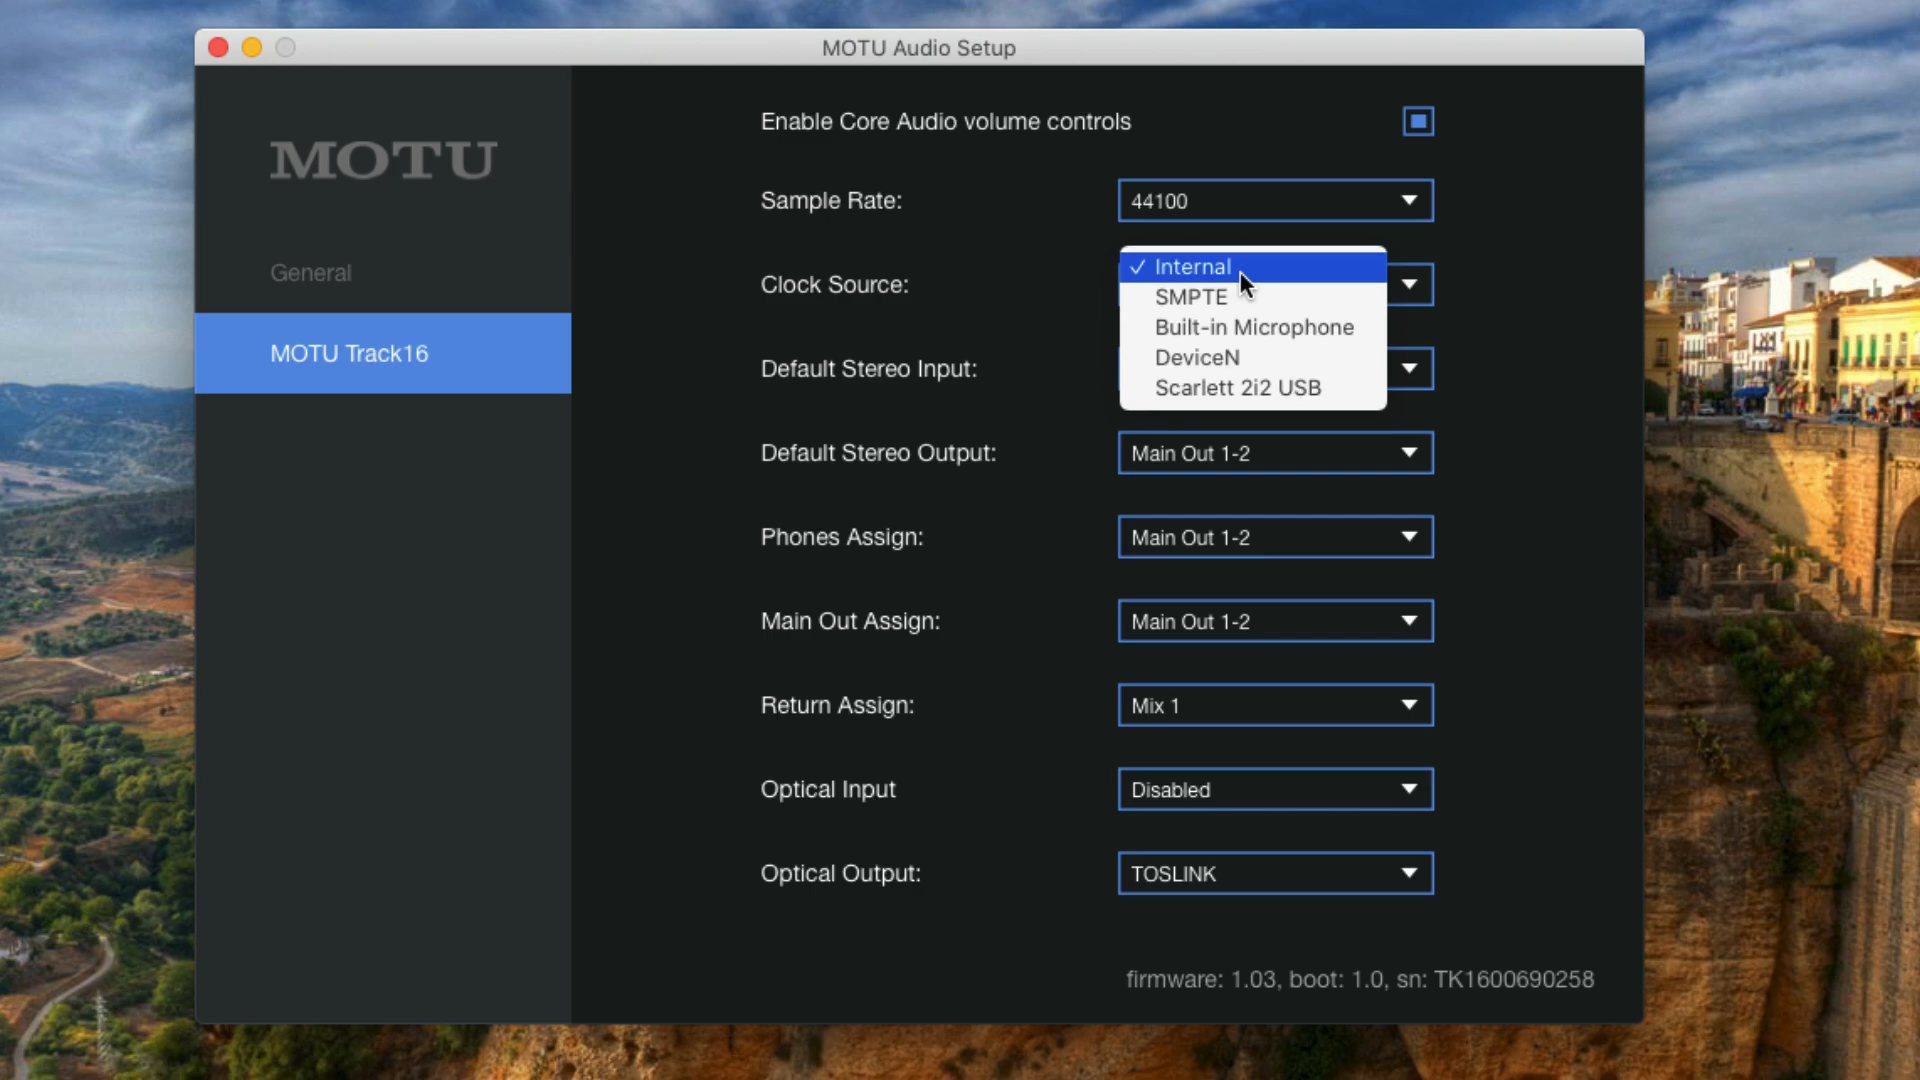 MOTU Audio Setup
MOTU
General
MOTU Track16
Enable Core Audio volume controls
Sample Rate: 44100
Clock Source:
✓ Internal
SMPTE
Built-in Microphone
DeviceN
Scarlett 2i2 USB
Default Stereo Input:
Default Stereo Output: Main Out 1-2
Phones Assign: Main Out 1-2
Main Out Assign: Main Out 1-2
Return Assign: Mix 1
Optical Input Disabled
Optical Output: TOSLINK
firmware: 1.03, boot: 1.0, sn: TK1600690258